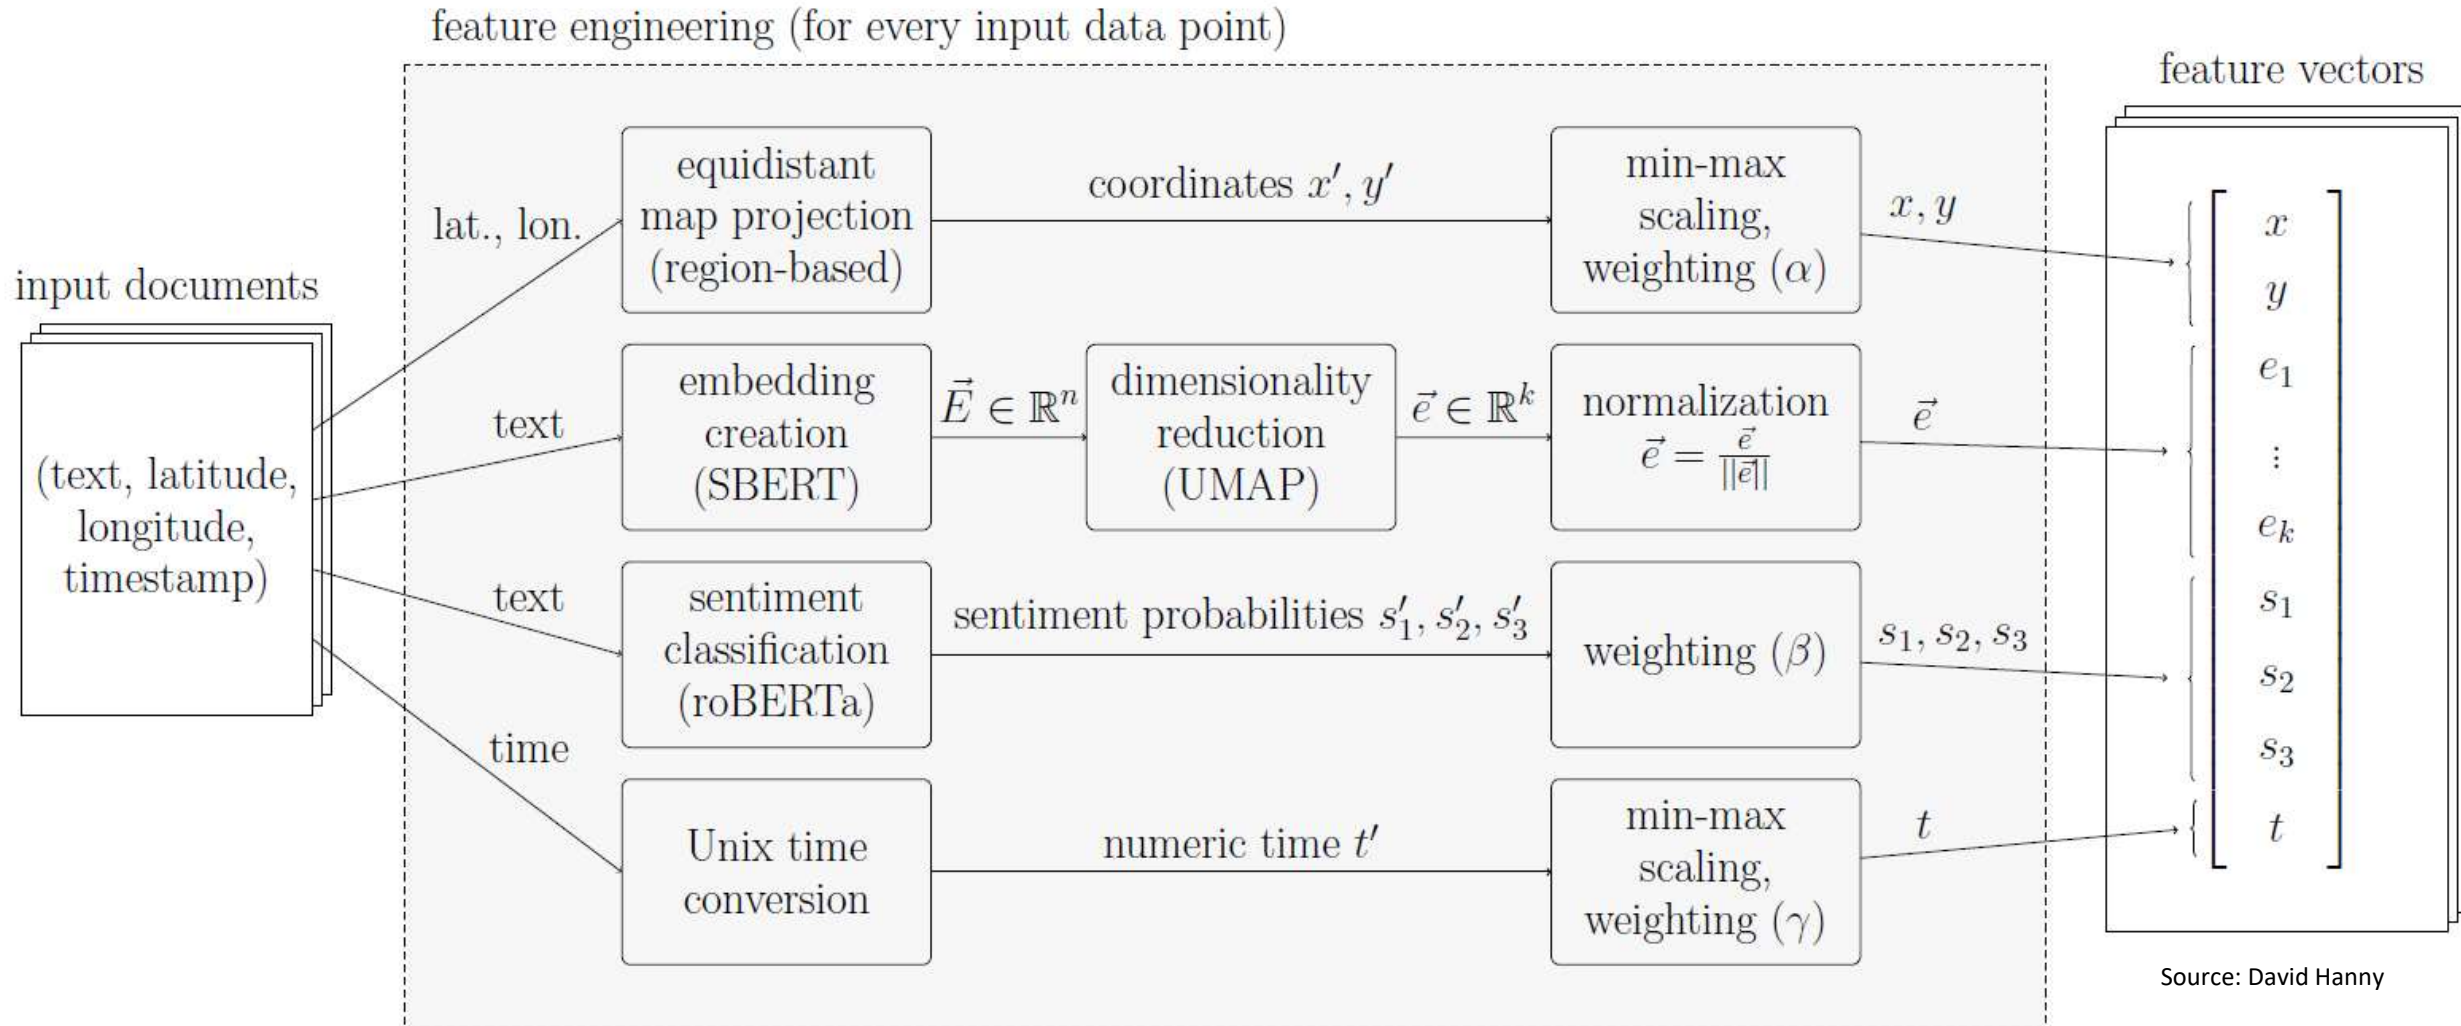 feature engineering (for every input data point)
feature vectors
input documents
(text, latitude,
longitude,
timestamp)
lat., lon.
equidistant
map projection
(region-based)
coordinates x′, y′
min-max
scaling,
weighting (α)
x, y
text
embedding
creation
(SBERT)
E⃗ ∈ ℝⁿ
dimensionality
reduction
(UMAP)
e⃗ ∈ ℝᵏ
normalization
e⃗ = e⃗ / ||e⃗||
e⃗
text
sentiment
classification
(roBERTa)
sentiment probabilities s′₁, s′₂, s′₃
weighting (β)
s₁, s₂, s₃
time
Unix time
conversion
numeric time t′
min-max
scaling,
weighting (γ)
t
x
y
e₁
⋮
eₖ
s₁
s₂
s₃
t
Source: David Hanny